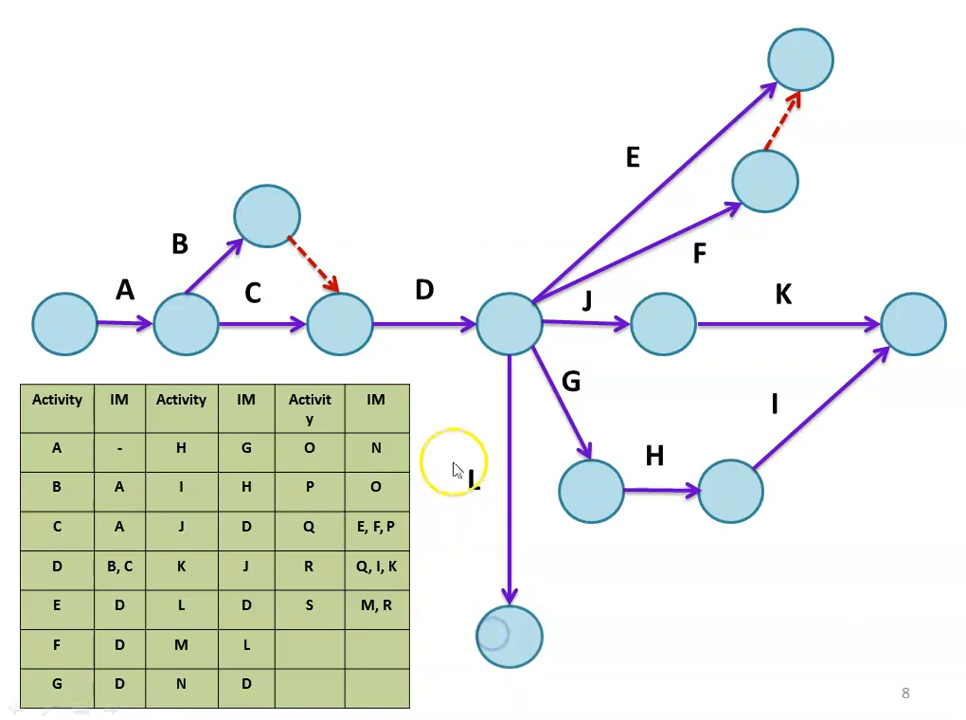 E
B
F
A
C
D
J
K
G
I
H
L
Activity IM Activity IM Activit
y IM
A - H G O N
B A I H P O
C A J D Q E, F, P
D B, C K J R Q, I, K
E D L D S M, R
F D M L
G D N D
8